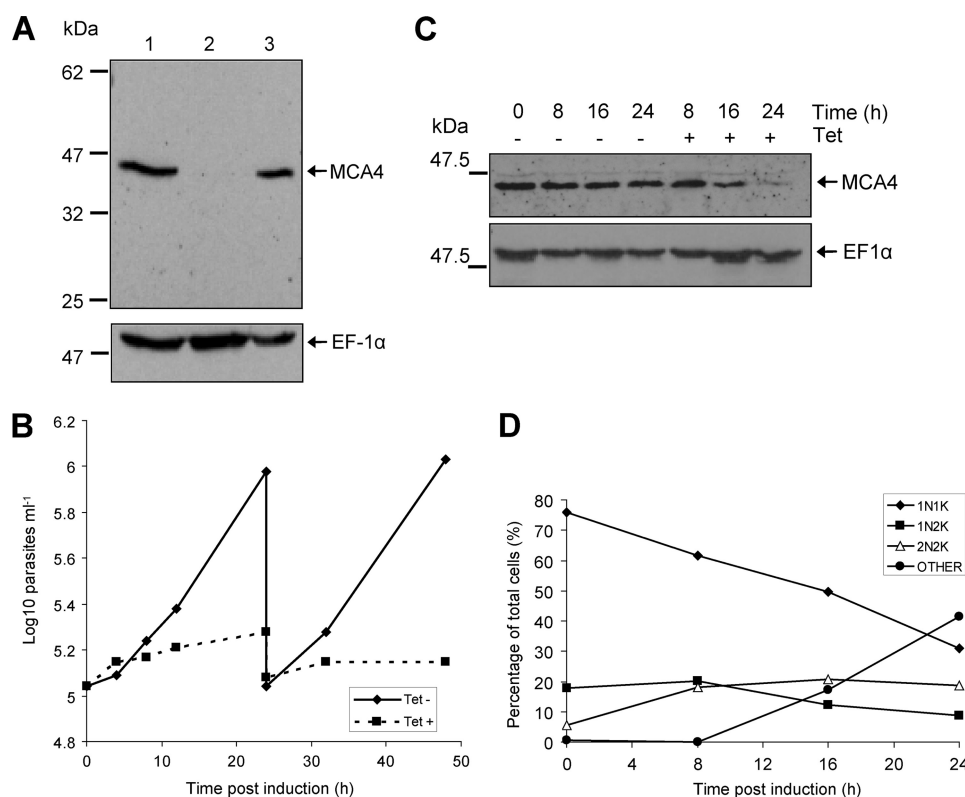 A
kDa
1 2 3
62
47
32
25
MCA4
47
EF-1α
C
0 8 16 24 8 16 24 Time (h)
- - - - + + + Tet
kDa
47.5
MCA4
47.5
EF1α
B
Log10 parasites ml-1
6.2
6
5.8
5.6
5.4
5.2
5
4.8
0 10 20 30 40 50
Time post induction (h)
Tet -
Tet +
D
Percentage of total cells (%)
80
70
60
50
40
30
20
10
0
0 4 8 12 16 20 24
Time post induction (h)
1N1K
1N2K
2N2K
OTHER